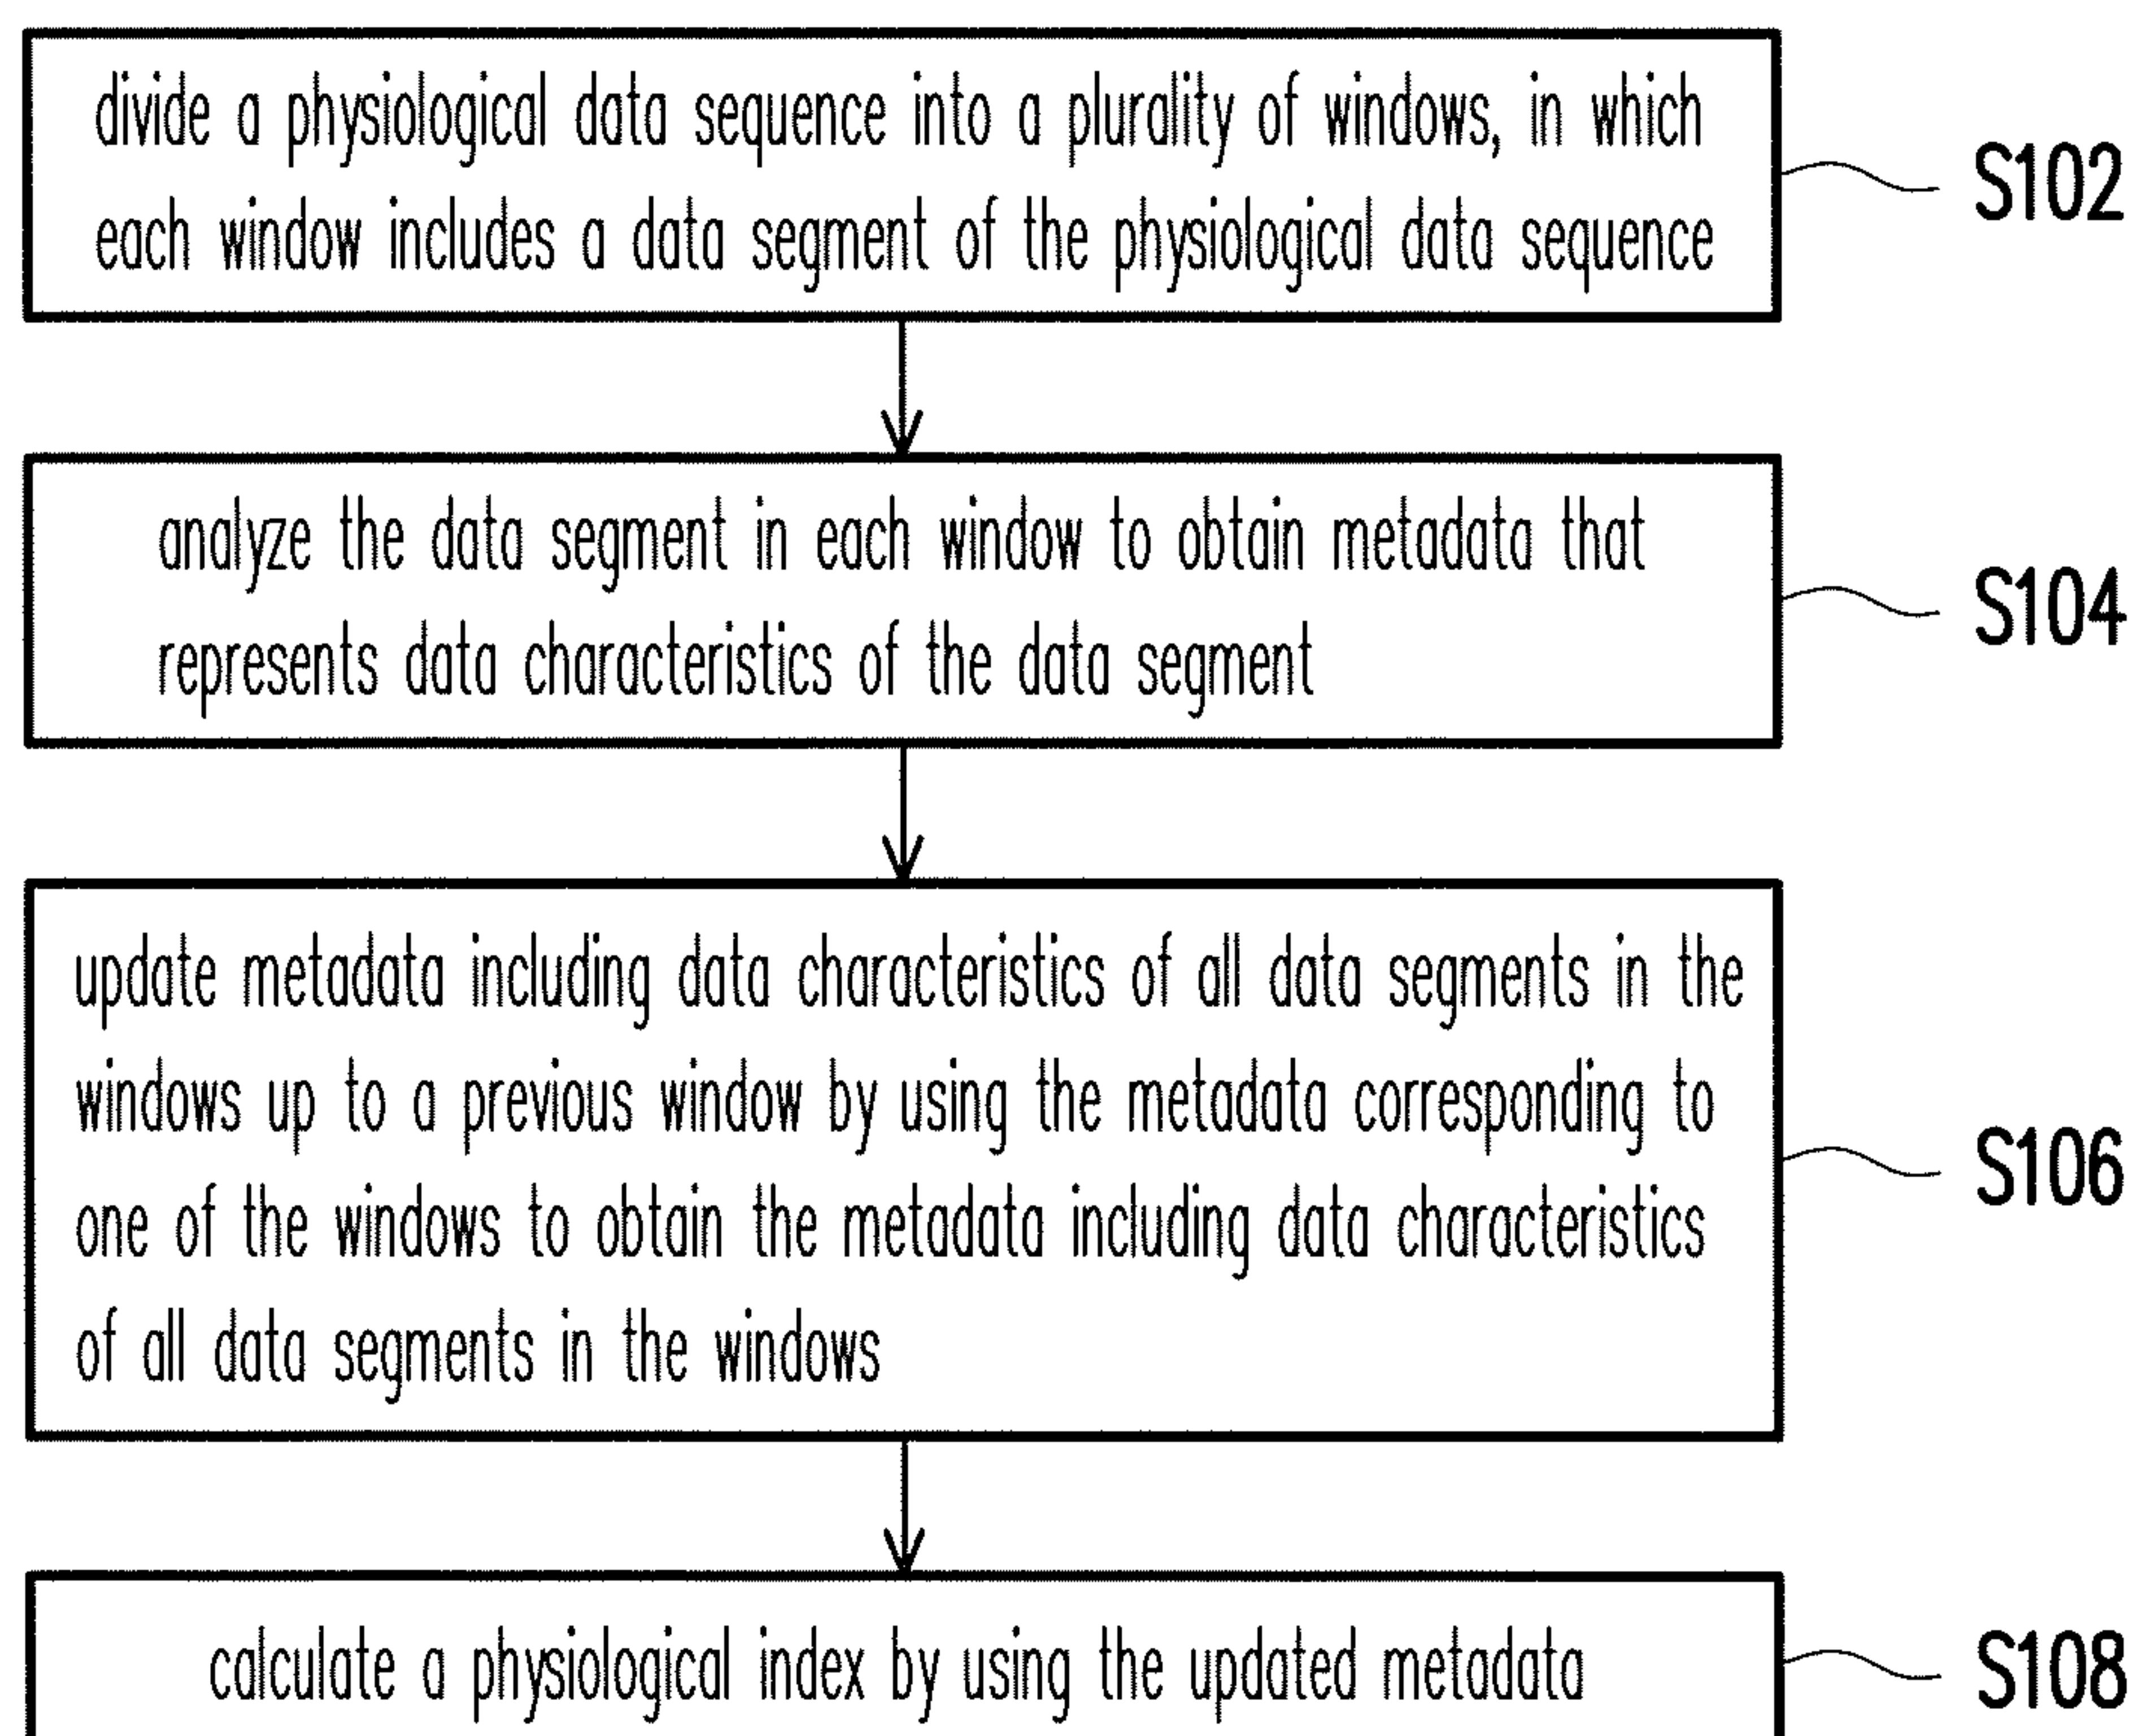 divide a physiological data sequence into a plurality of windows, in which
each window includes a data segment of the physiological data sequence
S102
analyze the data segment in each window to obtain metadata that
represents data characteristics of the data segment
S104
update metadata including data characteristics of all data segments in the
windows up to a previous window by using the metadata corresponding to
one of the windows to obtain the metadata including data characteristics
of all data segments in the windows
S106
calculate a physiological index by using the updated metadata
S108